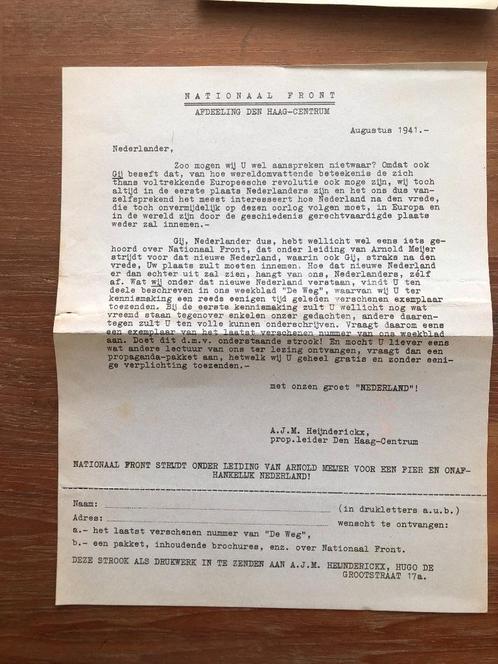 NATIONAAL FRONT
AFDEELING DEN HAAG-CENTRUM
Augustus 1941.-
Nederlander,
Zoo mogen wij U wel aanspreken nietwaar? Omdat ook
Gij beseft dat, van hoe wereldomvattende beteekenis de zich
thans voltrekkende Europeesche revolutie ook moge zijn, wij toch
altijd in de eerste plaats Nederlanders zijn en het ons dus van-
zelfsprekend het meest interesseert hoe Nederland na den vrede,
die toch onvermijdelijk op dezen oorlog volgen moet, in Europa en
in de wereld zijn door de geschiedenis gerechtvaardigde plaats
weder zal innemen.-
Gij, Nederlander dus, hebt wellicht wel eens iets ge-
hoord over Nationaal Front, dat onder leiding van Arnold Meijer
strijdt voor dat nieuwe Nederland, waarin ook Gij, straks na den
vrede, Uw plaats zult moeten innemen. Hoe dat nieuwe Nederland
er dan echter uit zal zien, hangt van ons, Nederlanders, zélf
af. Wat wij onder dat nieuwe Nederland verstaan, vindt U ten
deele beschreven in ons weekblad "De Weg", waarvan wij U ter
kennismaking een reeds eenigen tijd geleden verschenen exemplaar
toezenden. Bij de eerste kennismaking zult U wellicht nog wat
vreemd staan tegenover enkelen onzer gedachten, andere daaren-
tegen zult U ten volle kunnen onderschrijven. Vraagt daarom eens
een exemplaar van het laatst verschenen nummer van ons weekblad
aan. Doet dit d.m.v. onderstaande strook! En mocht U liever eens
wat andere lectuur van ons ter lezing ontvangen, vraagt dan een
propaganda-pakket aan, hetwelk wij U geheel gratis en zonder eeni-
ge verplichting toezenden.-
met onzen groet "NEDERLAND"!
A.J.M. Heijnderickx,
prop.leider Den Haag-Centrum
NATIONAAL FRONT STRIJDT ONDER LEIDING VAN ARNOLD MEIJER VOOR EEN FIER EN ONAF-
HANKELIJK NEDERLAND!
Naam: (in drukletters a.u.b.)
Adres: wenscht te ontvangen:
a.- het laatst verschenen nummer van "De Weg",
b.- een pakket, inhoudende brochures, enz. over Nationaal Front.
DEZE STROOK ALS DRUKWERK IN TE ZENDEN AAN A.J.M. HEIJNDERICKX, HUGO DE
GROOTSTRAAT 17a.